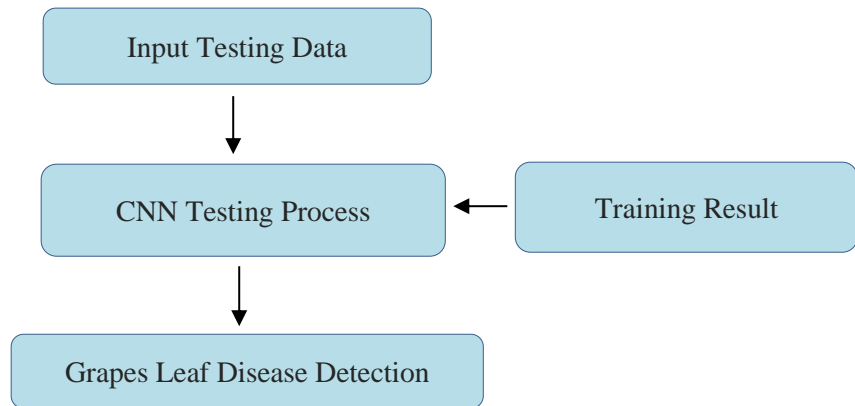 Input Testing Data
CNN Testing Process
Training Result
Grapes Leaf Disease Detection